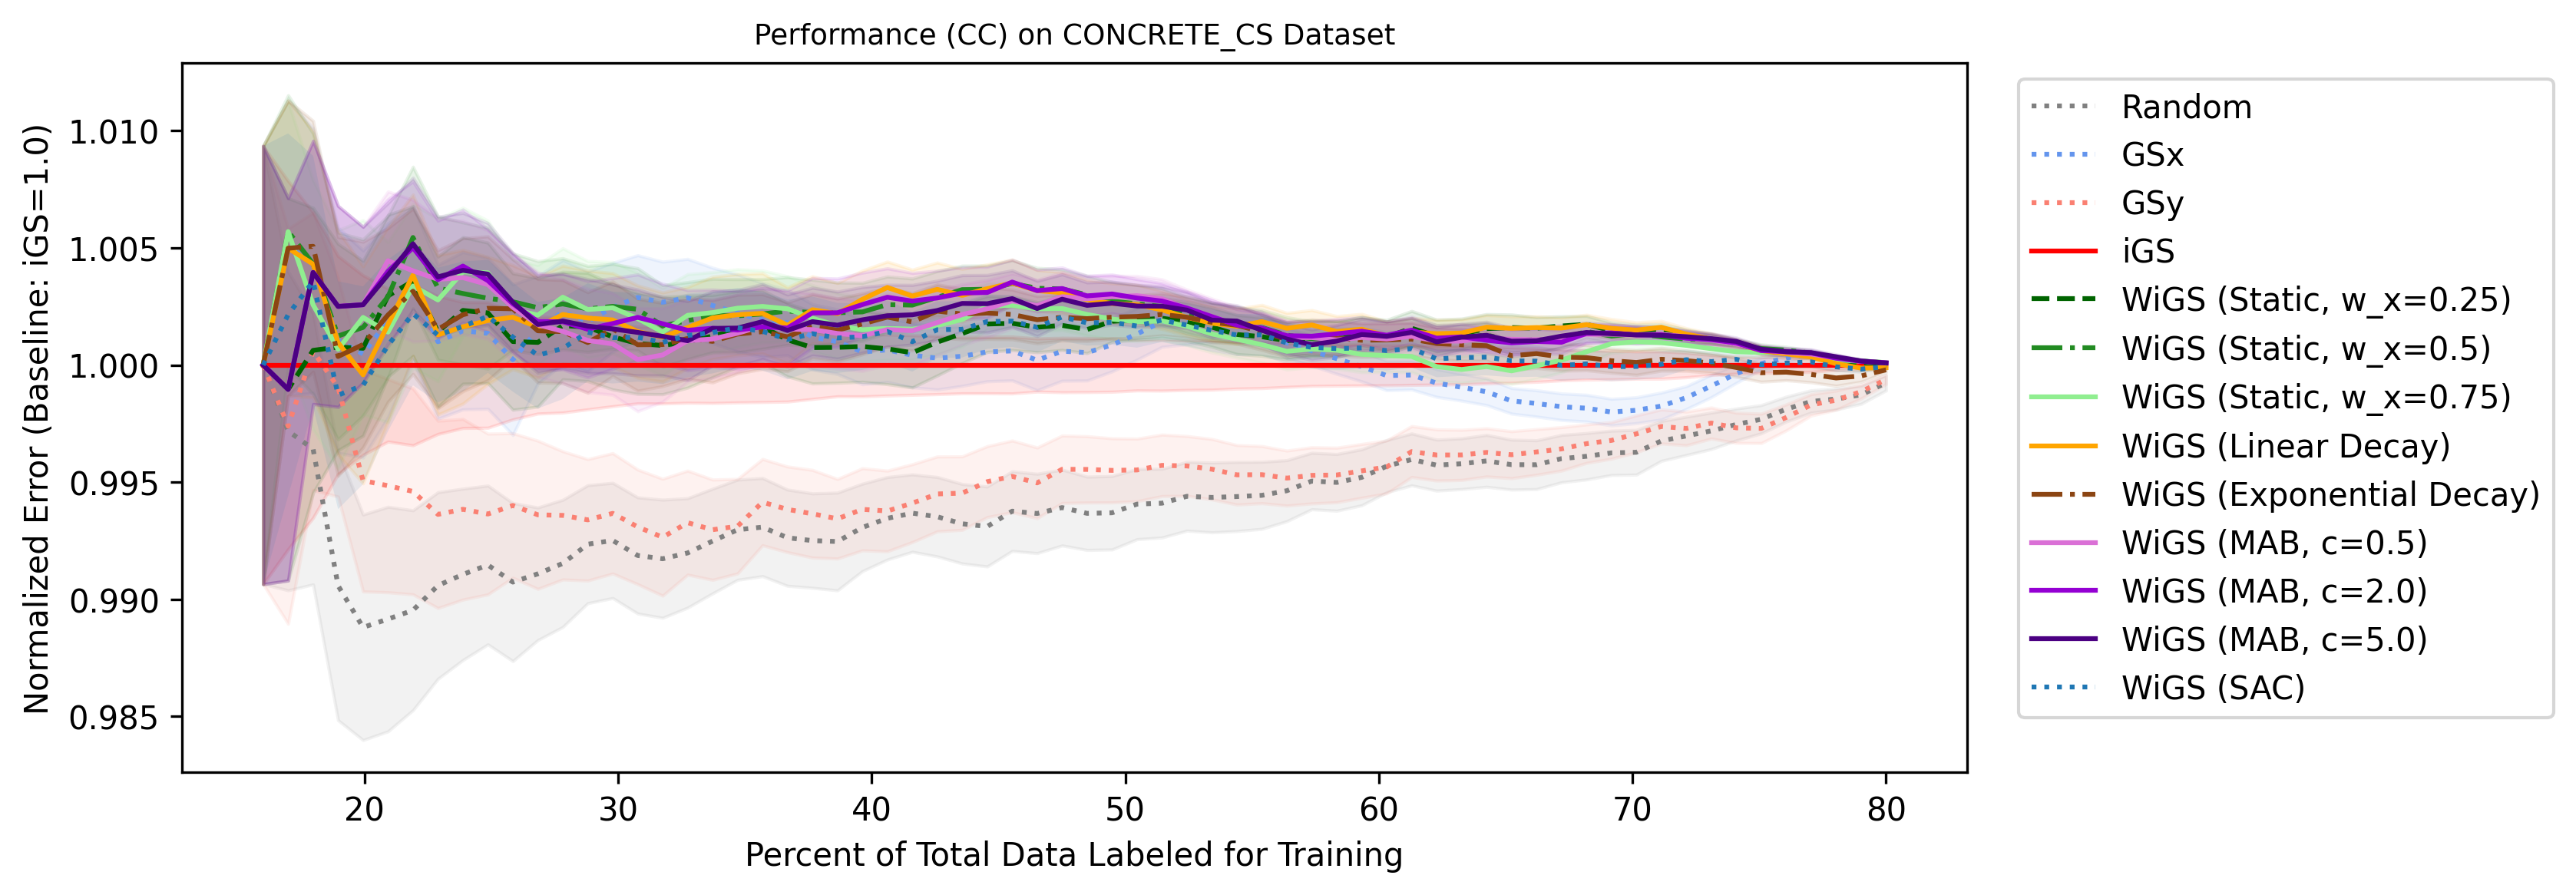 Performance (CC) on CONCRETE_CS Dataset
Normalized Error (Baseline: iGS=1.0)
1.010
1.005
1.000
0.995
0.990
0.985
20 30 40 50 60 70 80
Percent of Total Data Labeled for Training
Random
GSx
GSy
iGS
WiGS (Static, w_x=0.25)
WiGS (Static, w_x=0.5)
WiGS (Static, w_x=0.75)
WiGS (Linear Decay)
WiGS (Exponential Decay)
WiGS (MAB, c=0.5)
WiGS (MAB, c=2.0)
WiGS (MAB, c=5.0)
WiGS (SAC)